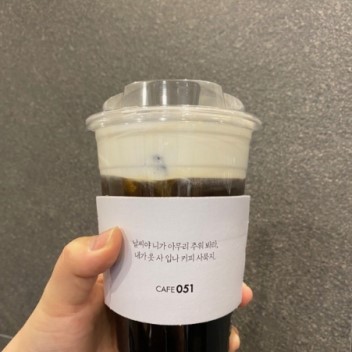 날씨야 니가 아무리 추워 봐라,
내가 옷 사 입나 커피 사묵지.
CAFE 051